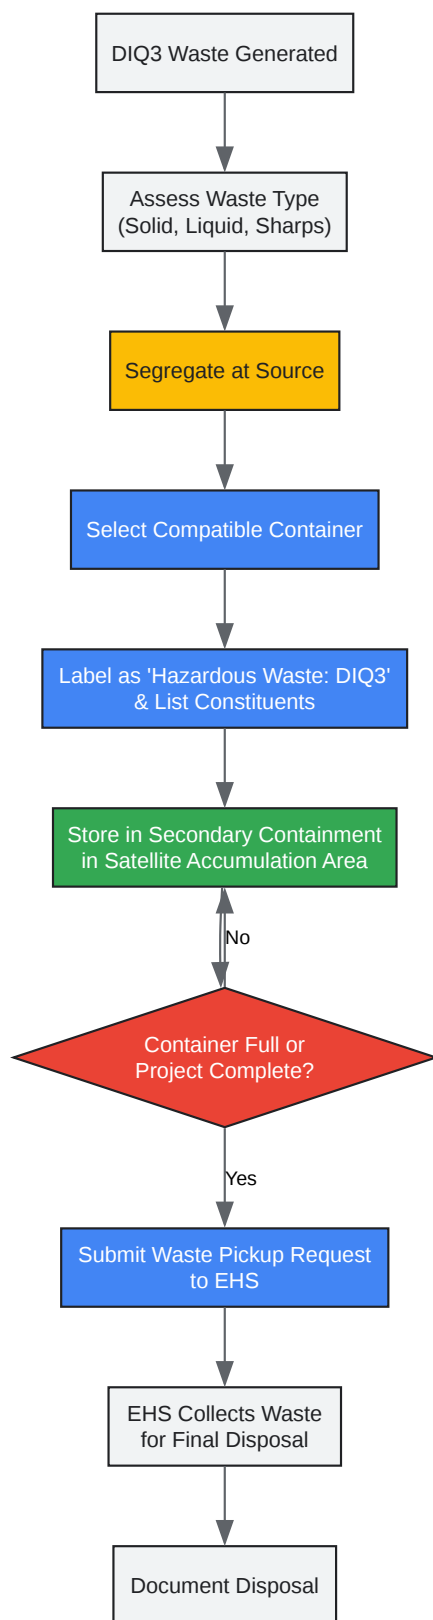 DIQ3 Waste Generated
Assess Waste Type
(Solid, Liquid, Sharps)
Segregate at Source
Select Compatible Container
Label as 'Hazardous Waste: DIQ3'
& List Constituents
Store in Secondary Containment
in Satellite Accumulation Area
No
Container Full or
Project Complete?
Yes
Submit Waste Pickup Request
to EHS
EHS Collects Waste
for Final Disposal
Document Disposal